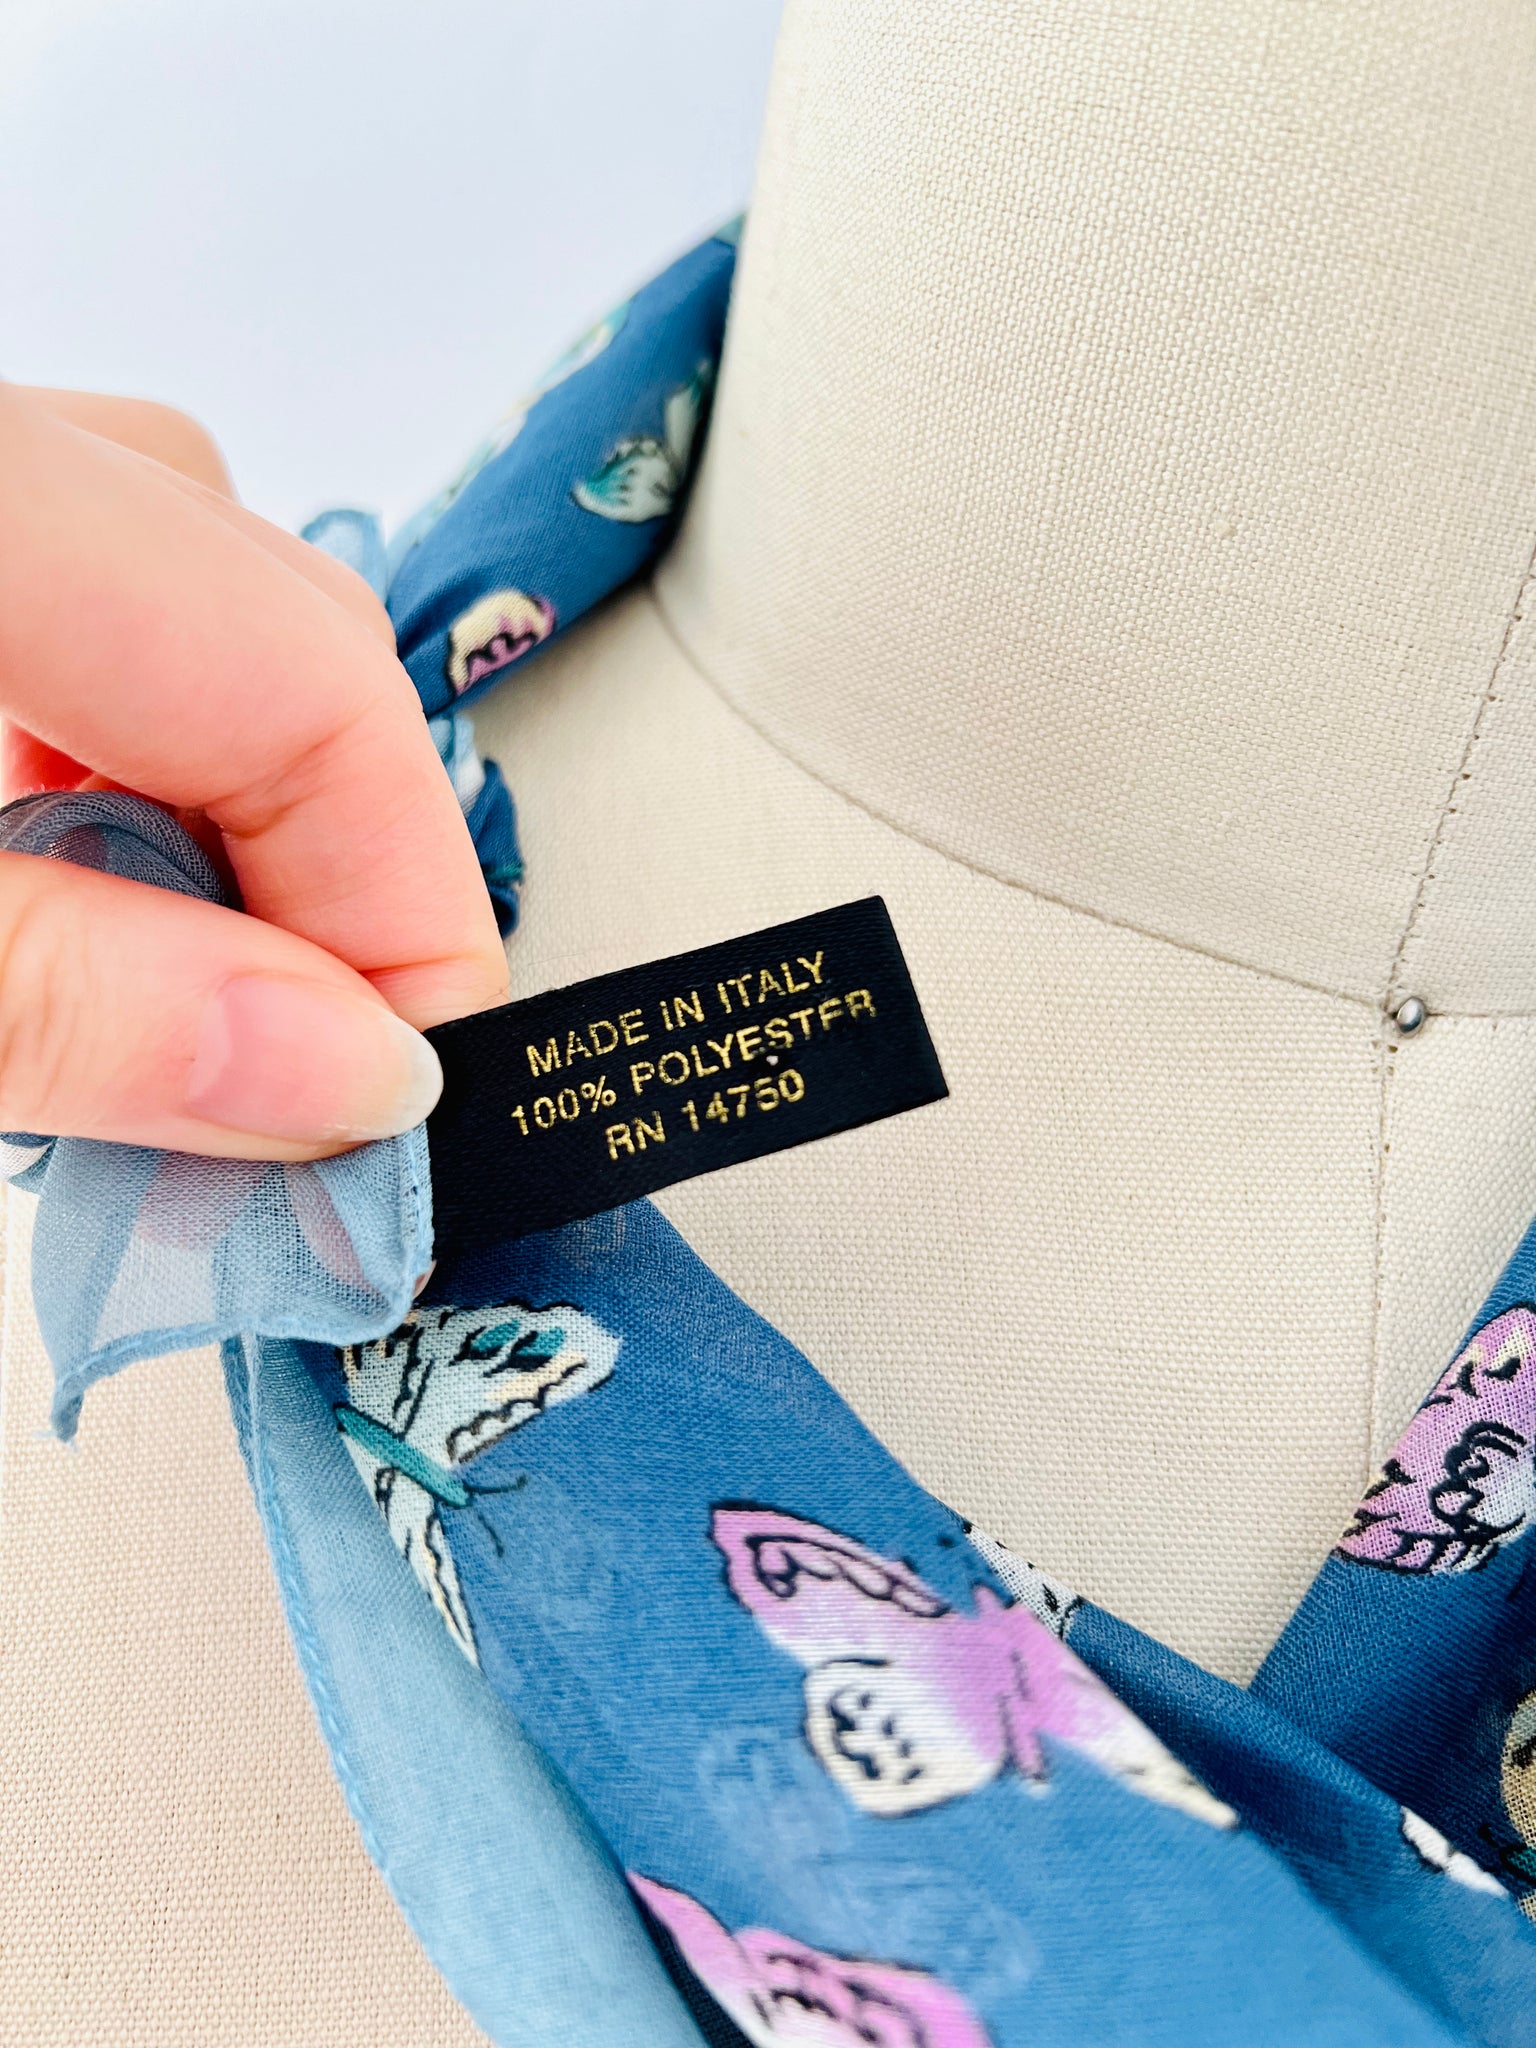 MADE IN ITALY
100% POLYESTER
RN 14750